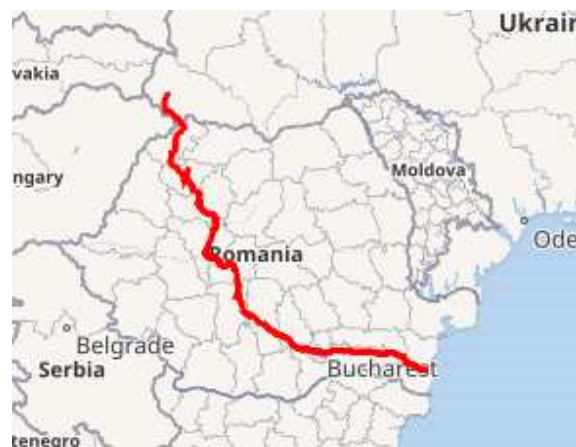 Ukrain
vakia
Moldova
ngary
Ode
Romania
Belgrade
Bucharest
Serbia
tenegro